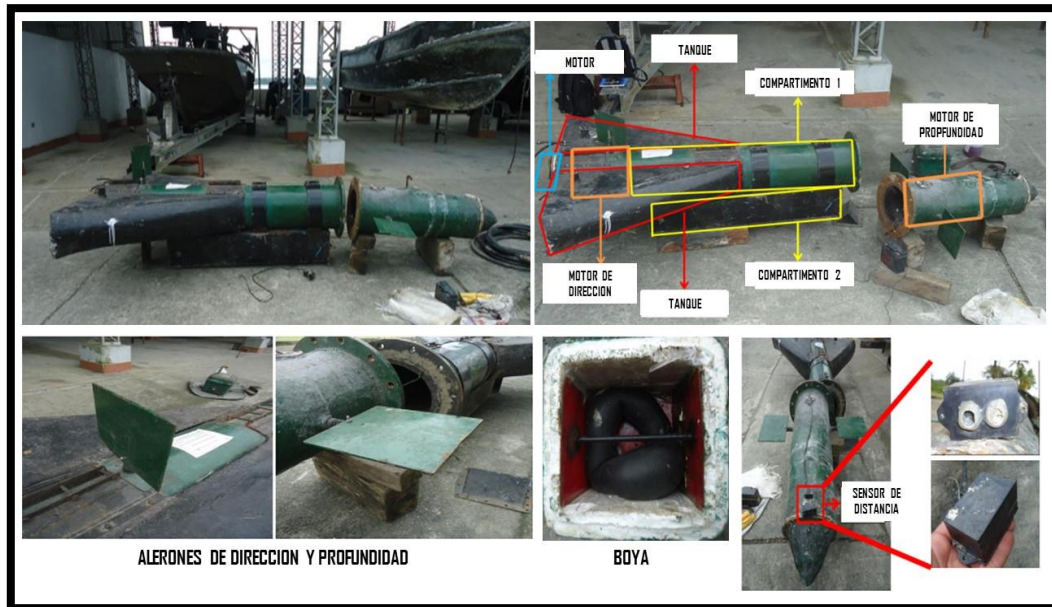 TANQUE
MOTOR
COMPARTIMENTO 1
MOTOR DE
PROPFUNDIDAD
MOTOR DE
DIRECCION
TANQUE
COMPARTIMENTO 2
SENSOR DE
DISTANCIA
ALERONES DE DIRECCION Y PROFUNDIDAD
BOYA